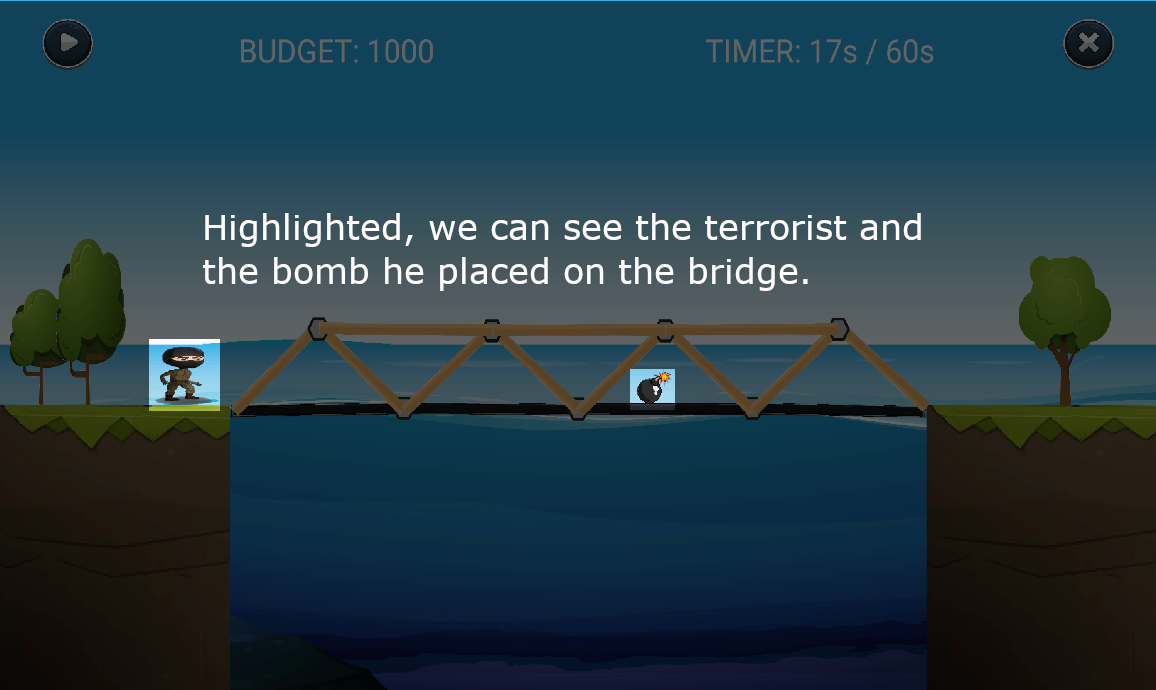 BUDGET: 1000
TIMER: 17s / 60s
Highlighted, we can see the terrorist and
the bomb he placed on the bridge.